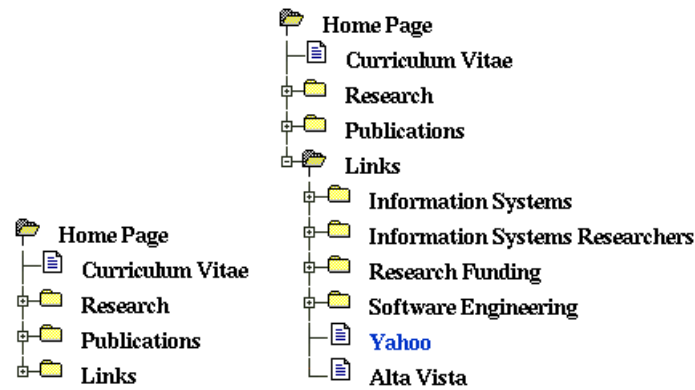 Home Page
Curriculum Vitae
Research
Publications
Links
Home Page
Curriculum Vitae
Research
Publications
Links
Information Systems
Information Systems Researchers
Research Funding
Software Engineering
Yahoo
Alta Vista